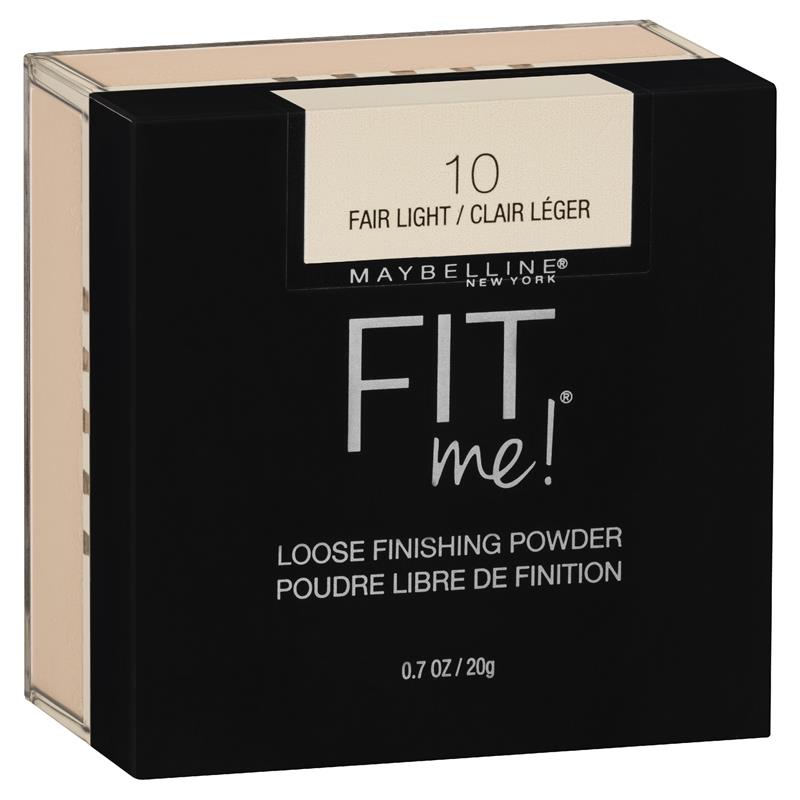 10
FAIR LIGHT / CLAIR LÉGER
MAYBELLINE®
NEW YORK
FIT
me!®
LOOSE FINISHING POWDER
POUDRE LIBRE DE FINITION
0.7 OZ / 20g